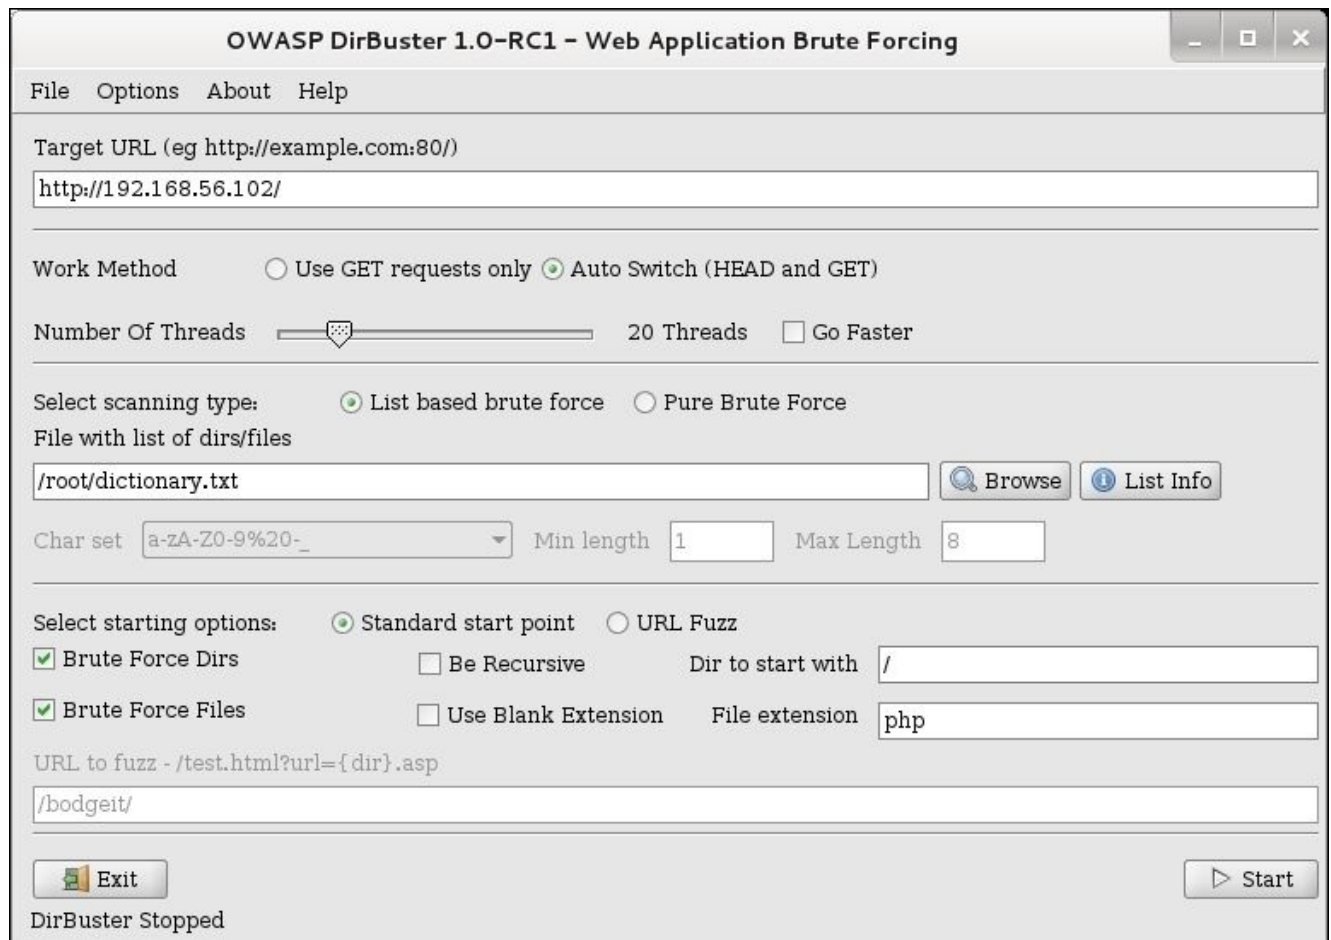 OWASP DirBuster 1.0-RC1 - Web Application Brute Forcing
File Options About Help
Target URL (eg http://example.com:80/)
http://192.168.56.102/
Work Method Use GET requests only Auto Switch (HEAD and GET)
Number Of Threads 20 Threads Go Faster
Select scanning type: List based brute force Pure Brute Force
File with list of dirs/files
/root/dictionary.txt Browse List Info
Char set a-zA-Z0-9%20-_ Min length 1 Max Length 8
Select starting options: Standard start point URL Fuzz
Brute Force Dirs Be Recursive Dir to start with /
Brute Force Files Use Blank Extension File extension php
URL to fuzz - /test.html?url={dir}.asp
/bodgeit/
Exit Start
DirBuster Stopped